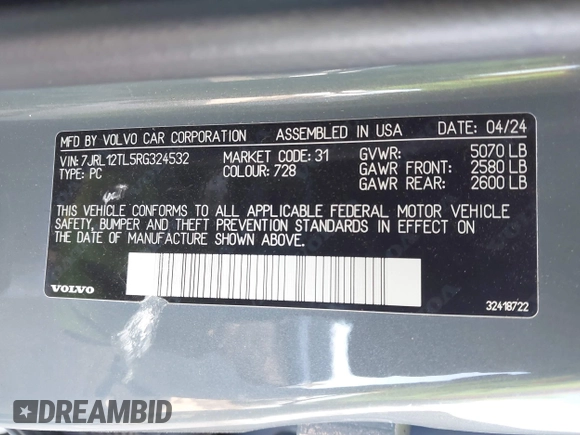 MFD BY VOLVO CAR CORPORATION ASSEMBLED IN USA DATE: 04/24
VIN: 7JRL12TL5RG324532 MARKET CODE: 31 GVWR: 5070 LB
TYPE: PC COLOUR: 728 GAWR FRONT: 2580 LB
GAWR REAR: 2600 LB
THIS VEHICLE CONFORMS TO ALL APPLICABLE FEDERAL MOTOR VEHICLE
SAFETY, BUMPER AND THEFT PREVENTION STANDARDS IN EFFECT ON
THE DATE OF MANUFACTURE SHOWN ABOVE.
VOLVO
32418722
DREAMBID